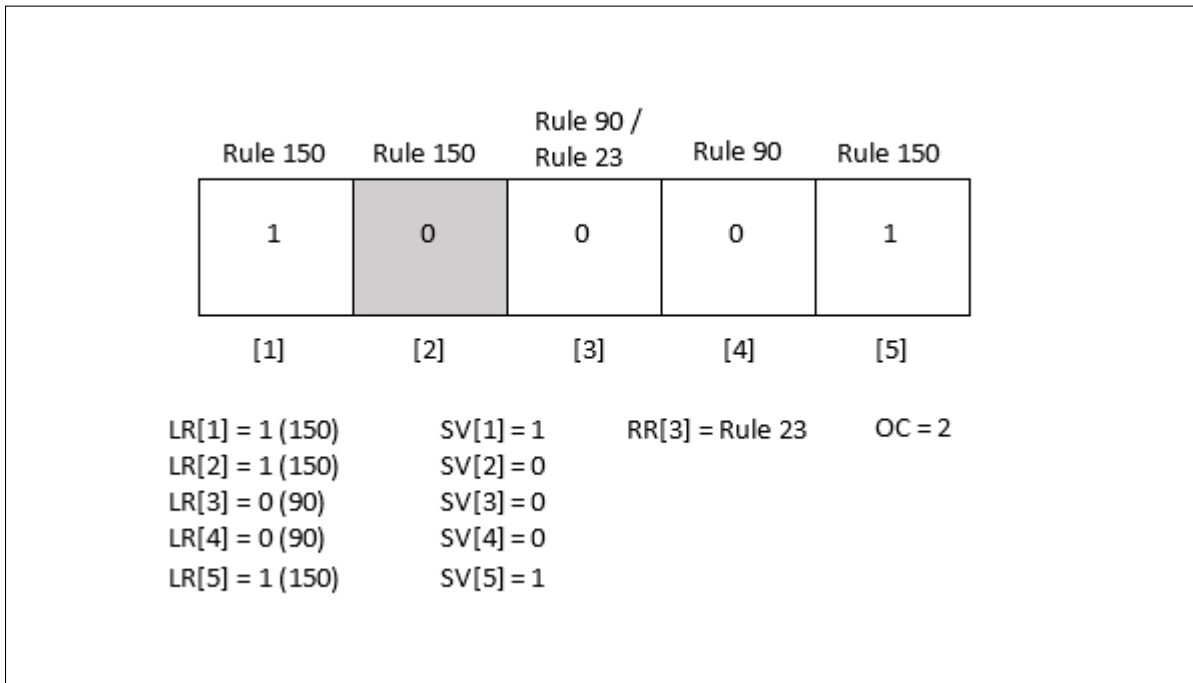 Rule 150 Rule 150 Rule 90 / Rule 23 Rule 90 Rule 150
1 0 0 0 1
[1] [2] [3] [4] [5]
LR[1] = 1 (150) SV[1] = 1 RR[3] = Rule 23 OC = 2
LR[2] = 1 (150) SV[2] = 0
LR[3] = 0 (90) SV[3] = 0
LR[4] = 0 (90) SV[4] = 0
LR[5] = 1 (150) SV[5] = 1